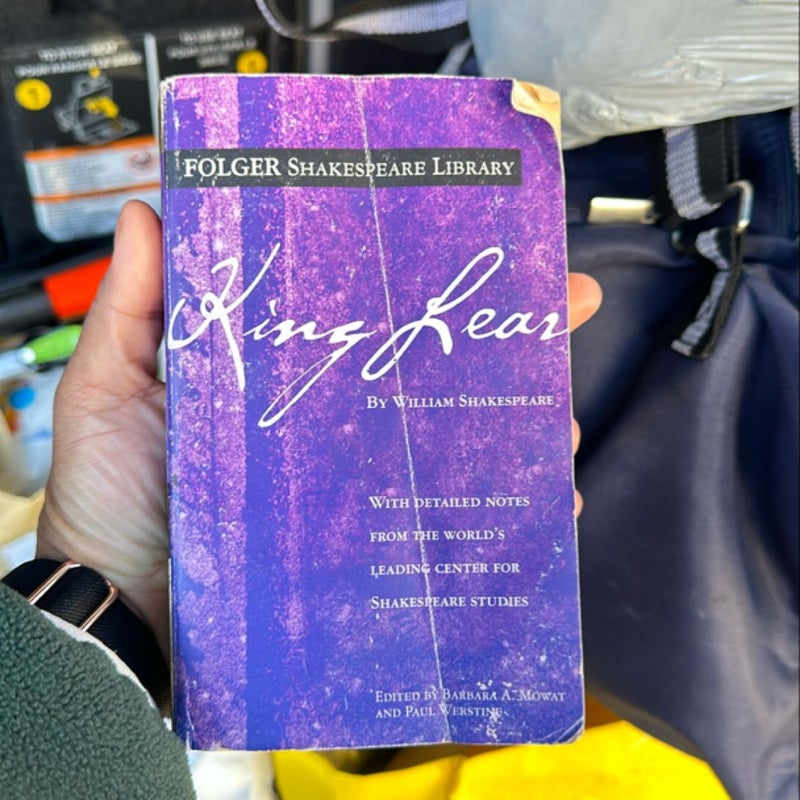 FOLGER SHAKESPEARE LIBRARY
King Lear
BY WILLIAM SHAKESPEARE
WITH DETAILED NOTES
FROM THE WORLD'S
LEADING CENTER FOR
SHAKESPEARE STUDIES
EDITED BY BARBARA A. MOWAT
AND PAUL WERSTINE